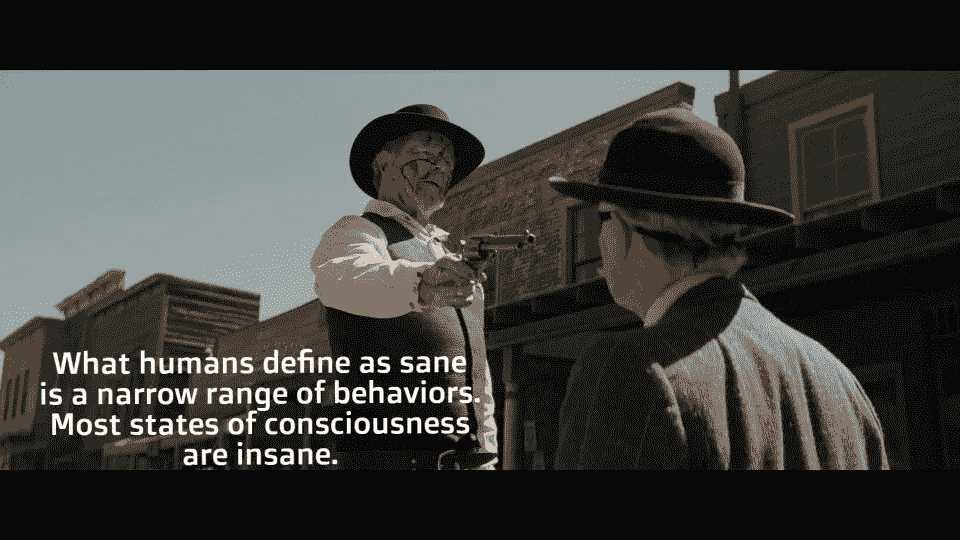 What humans define as sane
is a narrow range of behaviors.
Most states of consciousness
are insane.